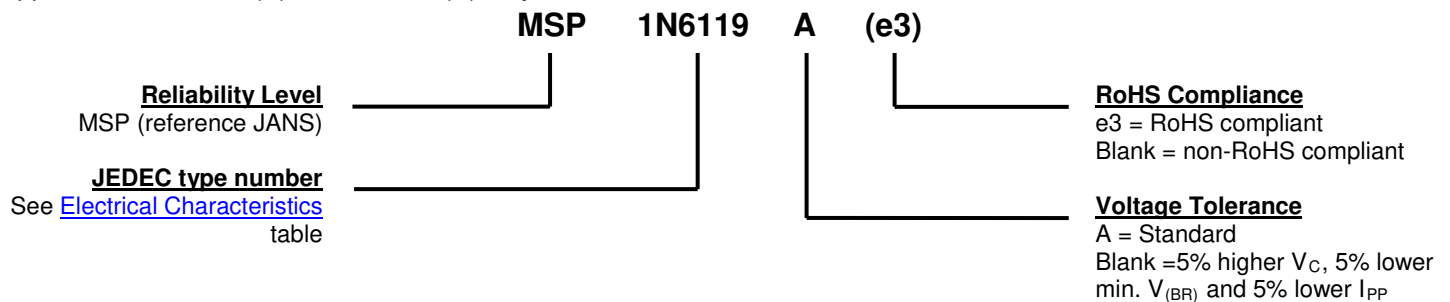 MSP 1N6119 A (e3)
Reliability Level
MSP (reference JANS)
JEDEC type number
See Electrical Characteristics
table
RoHS Compliance
e3 = RoHS compliant
Blank = non-RoHS compliant
Voltage Tolerance
A = Standard
Blank =5% higher VC, 5% lower
min. V(BR) and 5% lower IPP